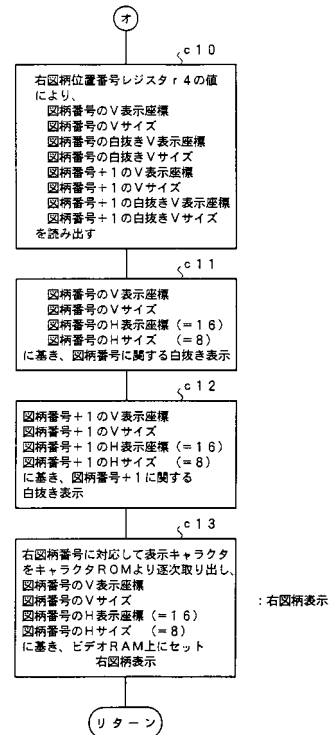 オ
c10
右図柄位置番号レジスタr4の値
により、
図柄番号のV表示座標
図柄番号のVサイズ
図柄番号の白抜きV表示座標
図柄番号の白抜きVサイズ
図柄番号+1のV表示座標
図柄番号+1のVサイズ
図柄番号+1の白抜きV表示座標
図柄番号+1の白抜きVサイズ
を読み出す
c11
図柄番号のV表示座標
図柄番号のVサイズ
図柄番号のH表示座標(=16)
図柄番号のHサイズ (=8)
に基き、図柄番号に関する白抜き表示
c12
図柄番号+1のV表示座標
図柄番号+1のVサイズ
図柄番号+1のH表示座標(=16)
図柄番号+1のHサイズ (=8)
に基き、図柄番号+1に関する
白抜き表示
c13
右図柄番号に対応して表示キャラクタ
をキャラクタROMより逐次取り出し、
図柄番号のV表示座標
図柄番号のVサイズ
図柄番号のH表示座標(=16)
図柄番号のHサイズ (=8)
に基き、ビデオRAM上にセット
右図柄表示
:右図柄表示
リターン